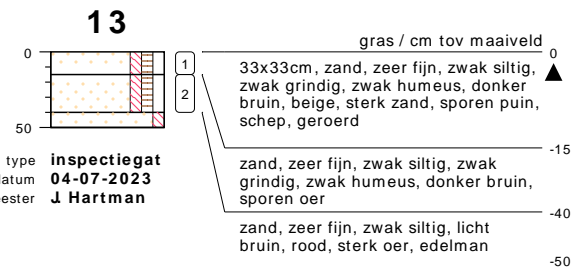 13
gras / cm tov maaiveld
0
0
1
33x33cm, zand, zeer fijn, zwak siltig,
zwak grindig, zwak humeus, donker
bruin, beige, sterk zand, sporen puin,
schep, geroerd
2
50
-15
type inspectiegat
zand, zeer fijn, zwak siltig, zwak
grindig, zwak humeus, donker bruin,
sporen oer
atum 04-07-2023
eester J. Hartman
-40
zand, zeer fijn, zwak siltig, licht
bruin, rood, sterk oer, edelman
-50